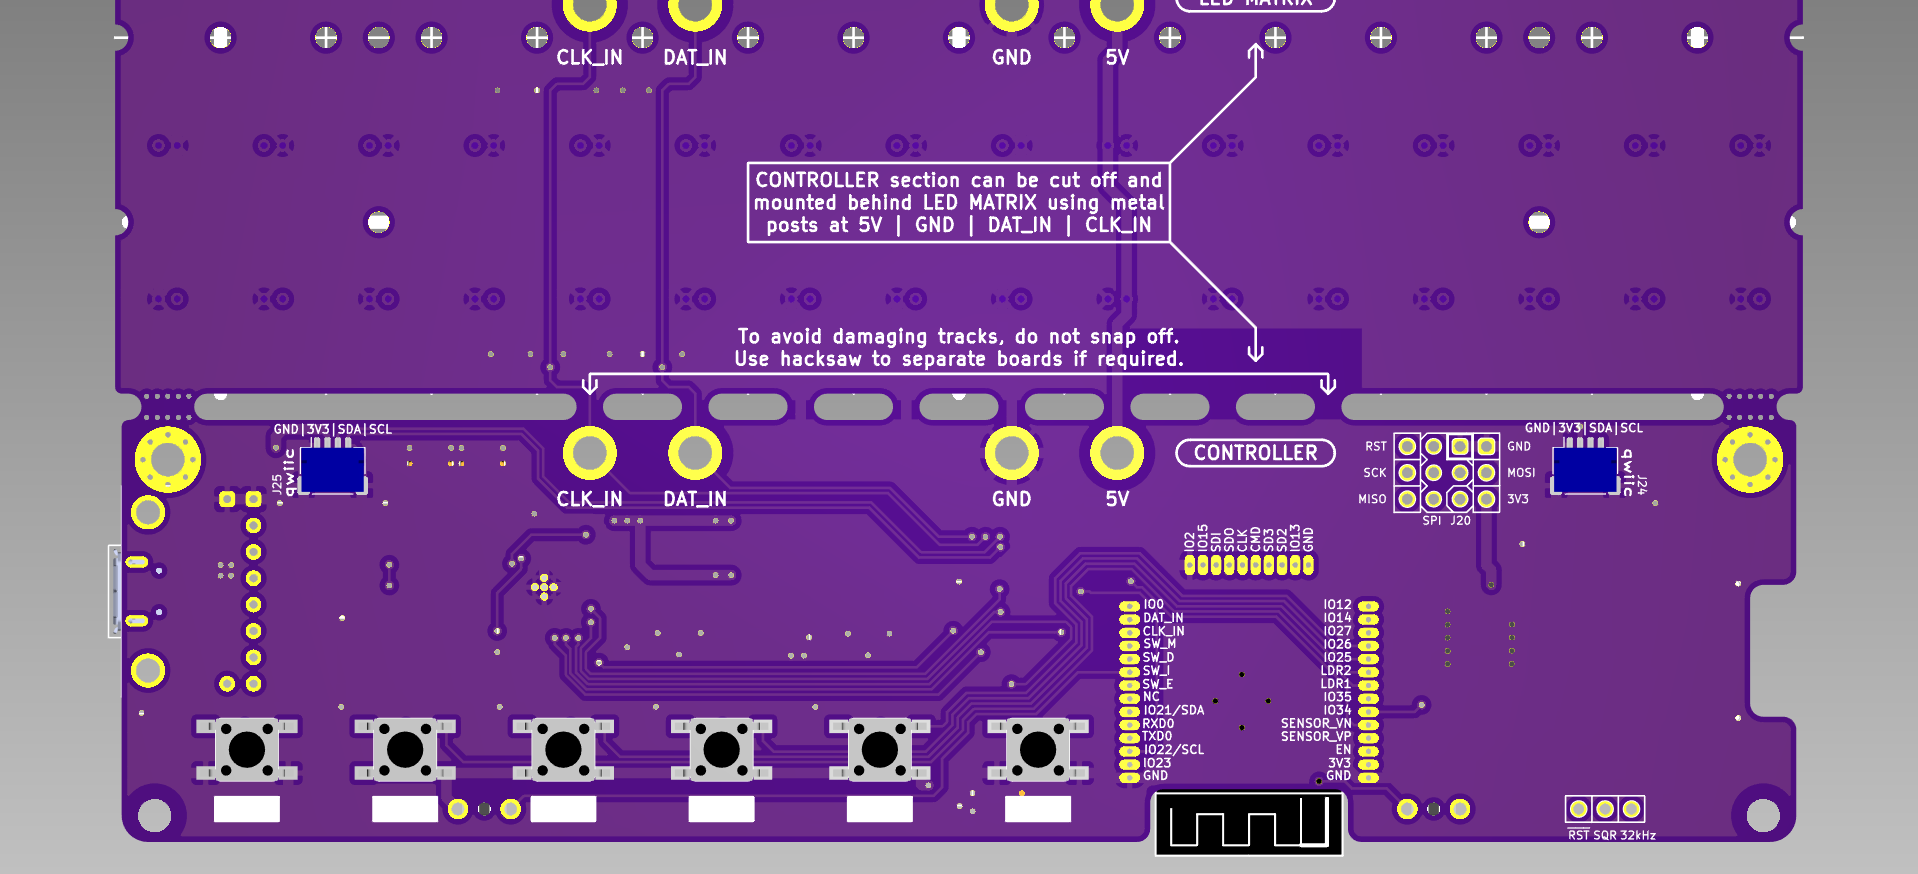 LED MATRIX
CLK_IN
DAT_IN
GND
5V
CONTROLLER section can be cut off and
mounted behind LED MATRIX using metal
posts at 5V | GND | DAT_IN | CLK_IN
To avoid damaging tracks, do not snap off.
Use hacksaw to separate boards if required.
GND|3V3|SDA|SCL
J25
qwiic
CLK_IN
DAT_IN
GND
5V
CONTROLLER
RST
GND
SCK
MOSI
MISO
3V3
SPI J20
GND|3V3|SDA|SCL
qwiic
J24
IO2
IO15
SDI
SDO
CLK
CMD
SD3
SD2
IO13
GND
IO0
DAT_IN
CLK_IN
SW_M
SW_D
SW_I
SW_E
NC
IO21/SDA
RXD0
TXD0
IO22/SCL
IO23
GND
IO12
IO14
IO27
IO26
IO25
LDR2
LDR1
IO35
IO34
SENSOR_VN
SENSOR_VP
EN
3V3
GND
RST SQR 32kHz